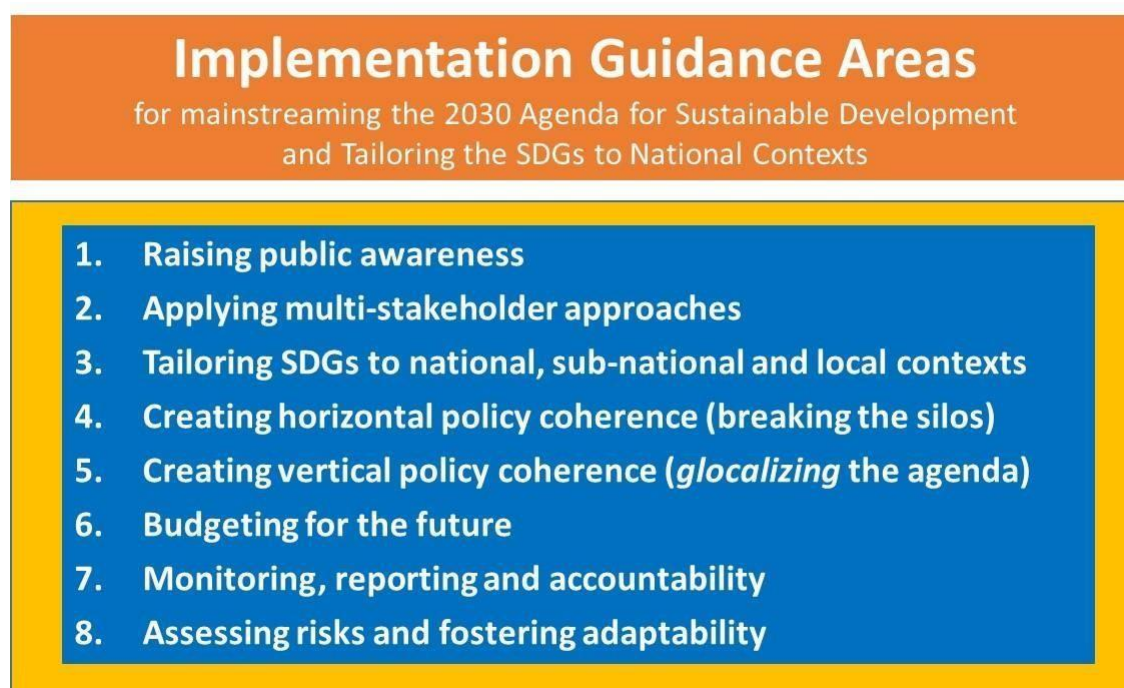 Implementation Guidance Areas
for mainstreaming the 2030 Agenda for Sustainable Development
and Tailoring the SDGs to National Contexts
1. Raising public awareness
2. Applying multi-stakeholder approaches
3. Tailoring SDGs to national, sub-national and local contexts
4. Creating horizontal policy coherence (breaking the silos)
5. Creating vertical policy coherence (glocalizing the agenda)
6. Budgeting for the future
7. Monitoring, reporting and accountability
8. Assessing risks and fostering adaptability